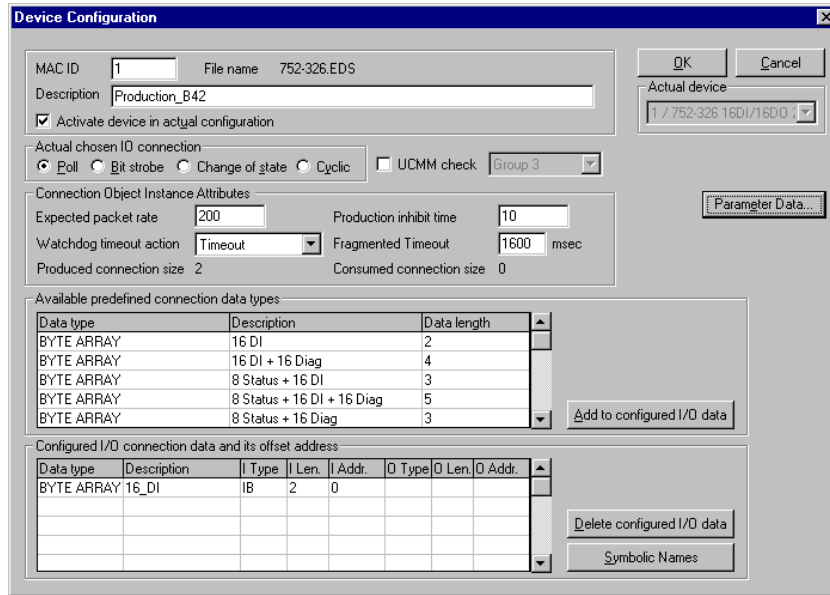 Device Configuration
MAC ID 1 File name 752-326.EDS
Description Production_B42
Activate device in actual configuration
OK Cancel
Actual device
1 / 752-326 16DI/16DO
Actual chosen IO connection
Poll Bit strobe Change of state Cyclic UCMM check Group 3
Connection Object Instance Attributes
Expected packet rate 200 Production inhibit time 10
Watchdog timeout action Timeout Fragmented Timeout 1600 msec
Produced connection size 2 Consumed connection size 0
Parameter Data...
Available predefined connection data types
Data type Description Data length
BYTE ARRAY 16 DI 2
BYTE ARRAY 16 DI + 16 Diag 4
BYTE ARRAY 8 Status + 16 DI 3
BYTE ARRAY 8 Status + 16 DI + 16 Diag 5
BYTE ARRAY 8 Status + 16 Diag 3
Add to configured I/O data
Configured I/O connection data and its offset address
Data type Description I Type I Len. I Addr. O Type O Len. O Addr.
BYTE ARRAY 16_DI IB 2 0
Delete configured I/O data
Symbolic Names